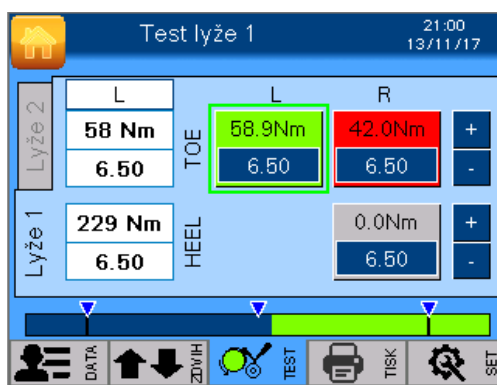 Test lyže 1
21:00
13/11/17
Lyže 2
Lyže 1
L
58 Nm
6.50
TOE
L
58.9Nm
6.50
R
42.0Nm
6.50
+
-
229 Nm
6.50
HEEL
0.0Nm
6.50
+
-
DATA
ZDVIH
TEST
TISK
SET